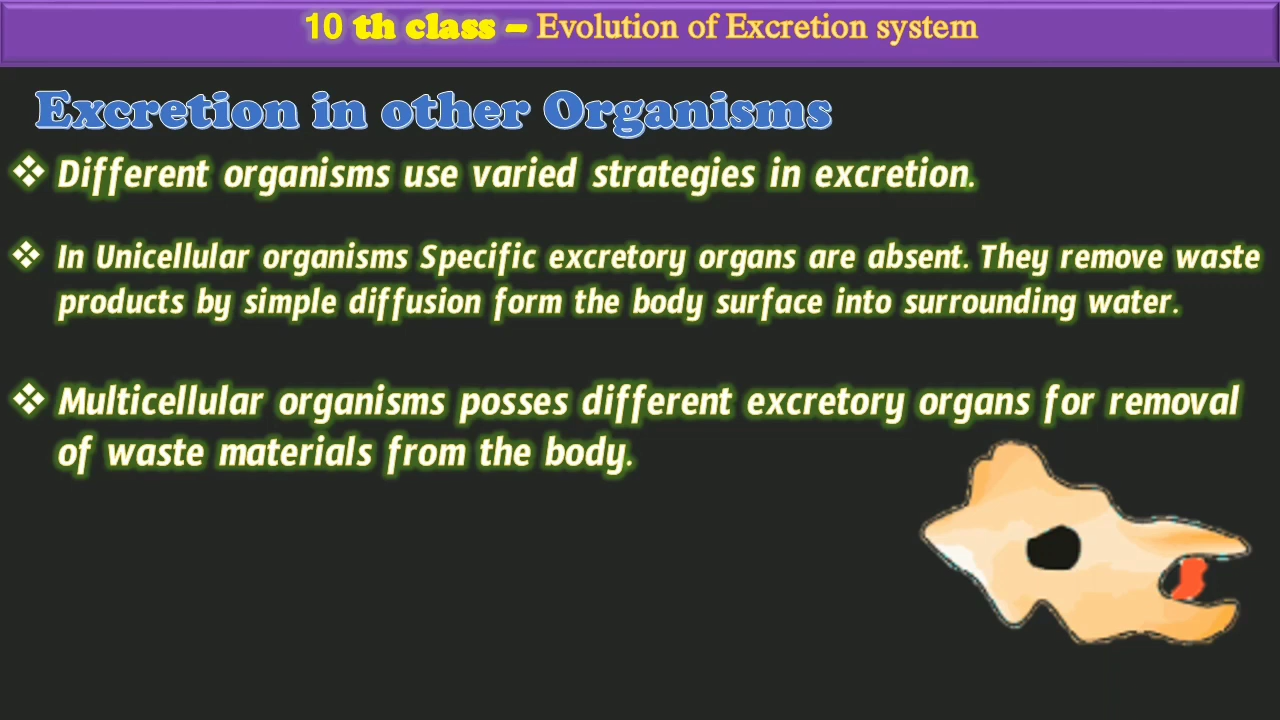 10 th class – Evolution of Excretion system
Excretion in other Organisms
❖ Different organisms use varied strategies in excretion.
❖ In Unicellular organisms Specific excretory organs are absent. They remove waste
products by simple diffusion form the body surface into surrounding water.
❖ Multicellular organisms posses different excretory organs for removal
of waste materials from the body.